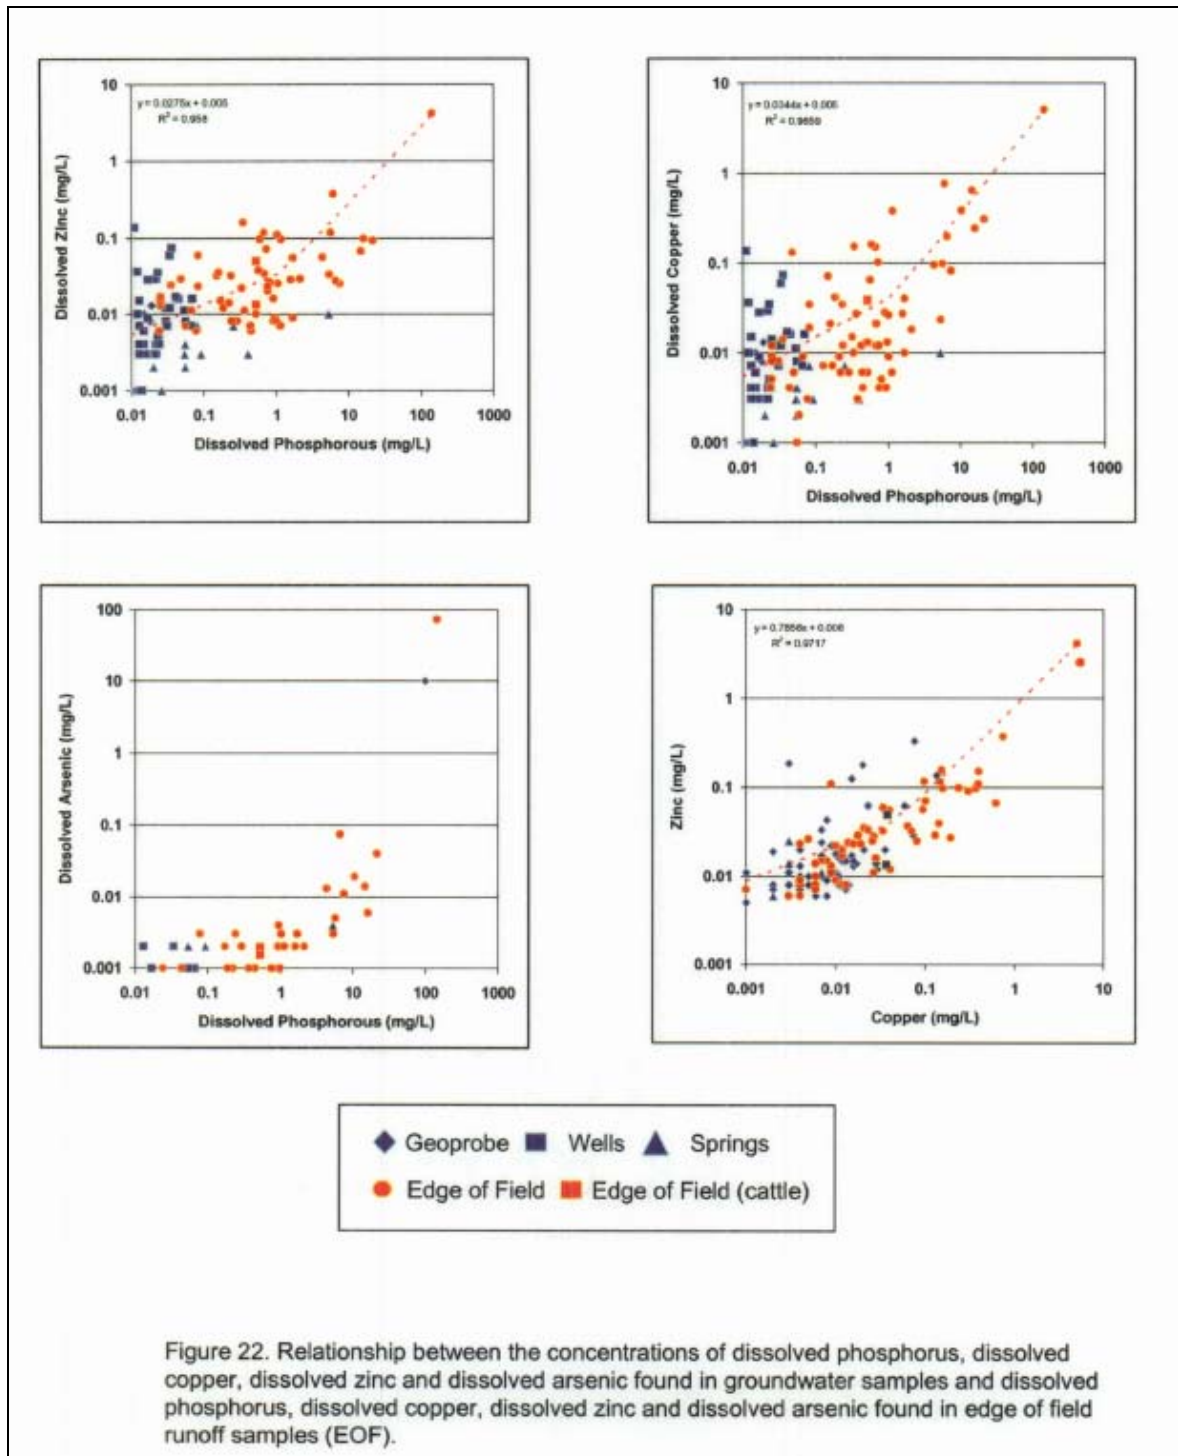 y = 0.0275x + 0.005
R² = 0.958
10
1
0.1
0.01
0.001
0.01 0.1 1 10 100 1000
Dissolved Zinc (mg/L)
Dissolved Phosphorous (mg/L)
y = 0.0344x + 0.005
R² = 0.9659
10
1
0.1
0.01
0.001
0.01 0.1 1 10 100 1000
Dissolved Copper (mg/L)
Dissolved Phosphorous (mg/L)
100
10
1
0.1
0.01
0.001
0.01 0.1 1 10 100 1000
Dissolved Arsenic (mg/L)
Dissolved Phosphorous (mg/L)
y = 0.7856x + 0.006
R² = 0.9717
10
1
0.1
0.01
0.001
0.001 0.01 0.1 1 10
Zinc (mg/L)
Copper (mg/L)
Geoprobe Wells Springs
Edge of Field Edge of Field (cattle)
Figure 22. Relationship between the concentrations of dissolved phosphorus, dissolved
copper, dissolved zinc and dissolved arsenic found in groundwater samples and dissolved
phosphorus, dissolved copper, dissolved zinc and dissolved arsenic found in edge of field
runoff samples (EOF).